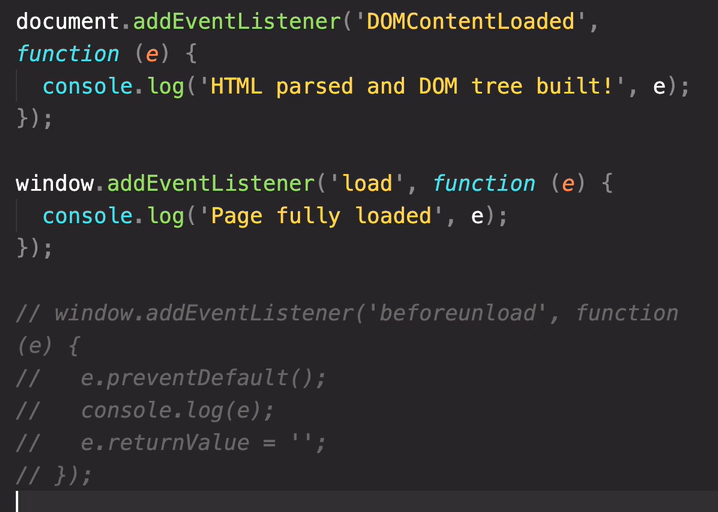 document.addEventListener('DOMContentLoaded',
function (e) {
  console.log('HTML parsed and DOM tree built!', e);
});

window.addEventListener('load', function (e) {
  console.log('Page fully loaded', e);
});

// window.addEventListener('beforeunload', function
(e) {
//   e.preventDefault();
//   console.log(e);
//   e.returnValue = '';
// });